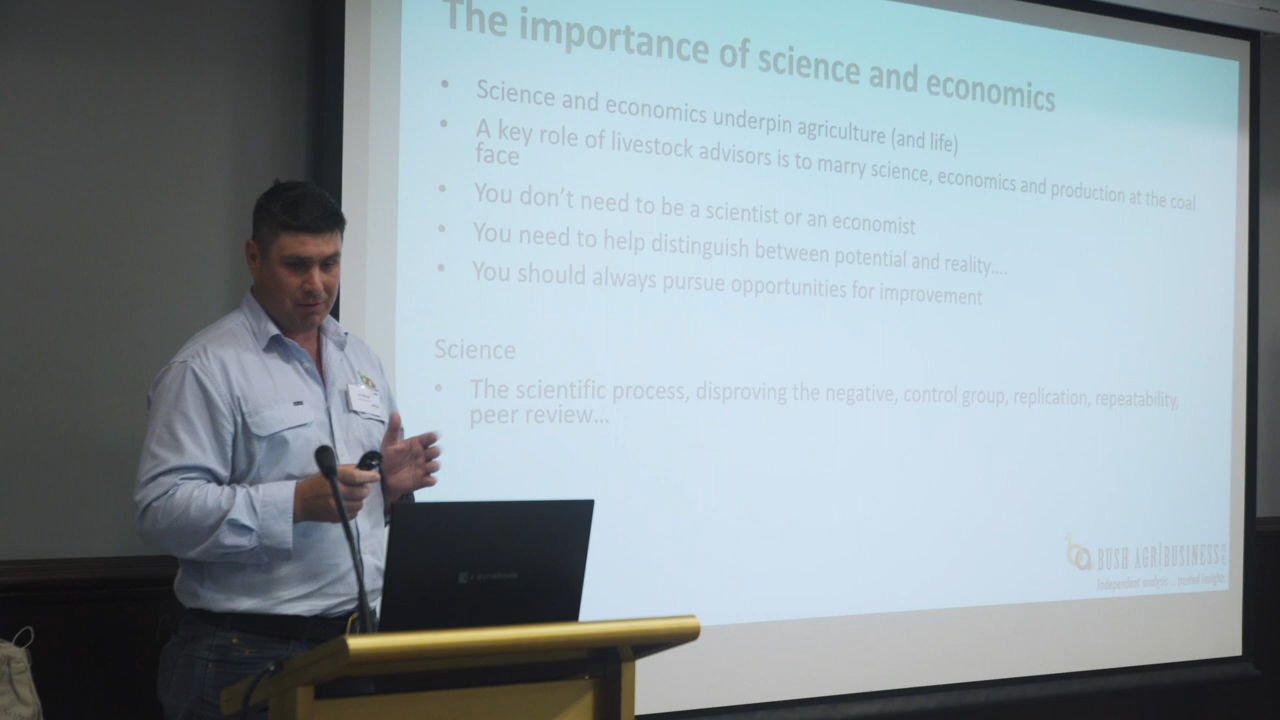 The importance of science and economics
• Science and economics underpin agriculture (and life)
• A key role of livestock advisors is to marry science, economics and production at the coal
face
• You don't need to be a scientist or an economist
• You need to help distinguish between potential and reality....
• You should always pursue opportunities for improvement
Science
• The scientific process, disproving the negative, control group, replication, repeatability,
peer review...
BUSH AGRIBUSINESS
Independent analysis... trusted insights
dynabook